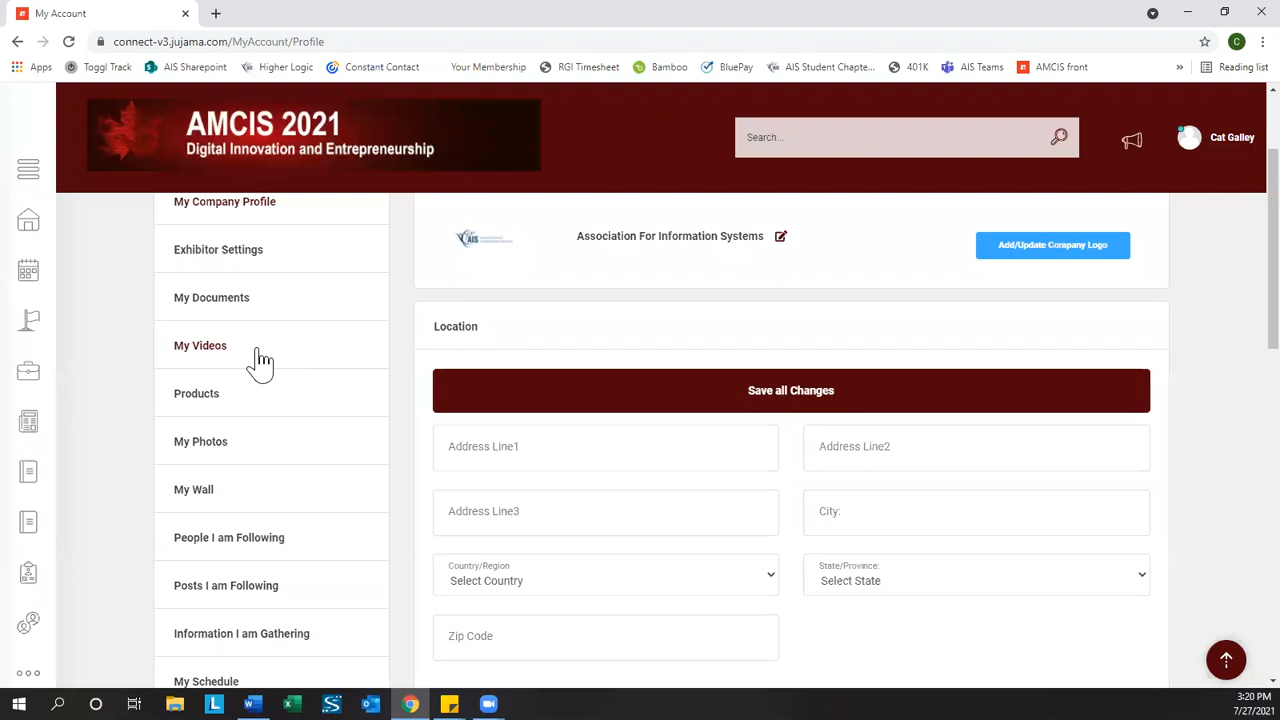 My Account
connect-v3.jujama.com/MyAccount/Profile
Apps
Toggl Track
AIS Sharepoint
Higher Logic
Constant Contact
Your Membership
RGI Timesheet
Bamboo
BluePay
AIS Student Chapte...
401K
AIS Teams
AMCIS front
»
Reading list
AMCIS 2021
Digital Innovation and Entrepreneurship
Search...
Cat Galley
My Company Profile
Exhibitor Settings
My Documents
My Videos
Products
My Photos
My Wall
People I am Following
Posts I am Following
Information I am Gathering
My Schedule
AIS
Association For Information Systems
Add/Update Company Logo
Location
Save all Changes
Address Line1
Address Line2
Address Line3
City:
Country/Region
Select Country
State/Province:
Select State
Zip Code
3:20 PM
7/27/2021